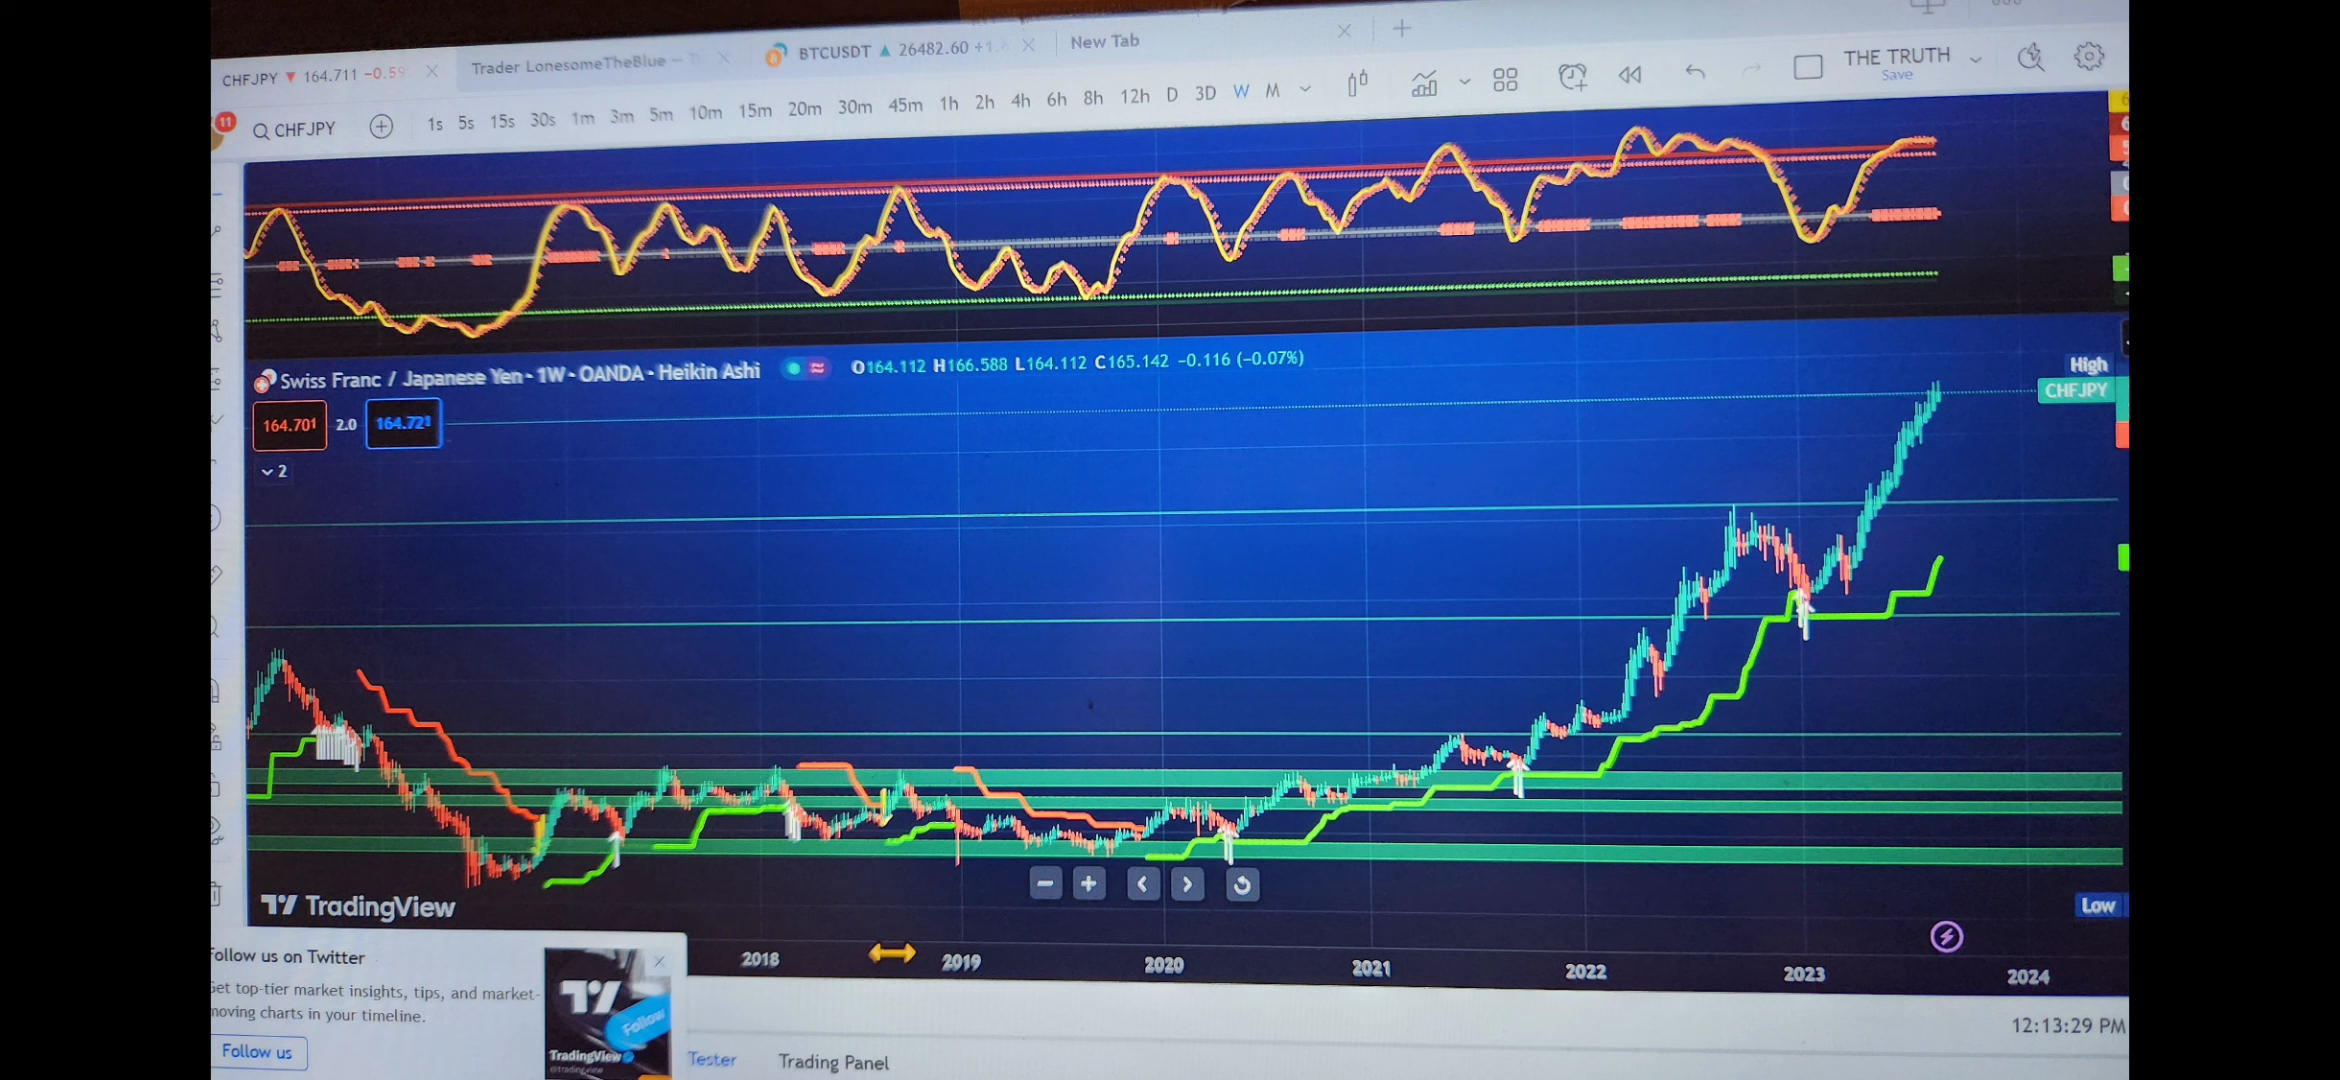 CHFJPY ▼ 164.711 −0.59
Trader LonesomeTheBlue —
BTCUSDT ▲ 26482.60 +1.
New Tab
11
CHFJPY
1s 5s 15s 30s 1m 3m 5m 10m 15m 20m 30m 45m 1h 2h 4h 6h 8h 12h D 3D W M
THE TRUTH
Save
Swiss Franc / Japanese Yen - 1W - OANDA - Heikin Ashi
O164.112 H166.588 L164.112 C165.142 −0.116 (−0.07%)
High
CHFJPY
164.701 2.0 164.721
2
TradingView
Low
2018 2019 2020 2021 2022 2023 2024
Follow us on Twitter
Get top-tier market insights, tips, and market-
moving charts in your timeline.
Follow us
Follow
TradingView
@tradingview
12:13:29 PM
Tester
Trading Panel